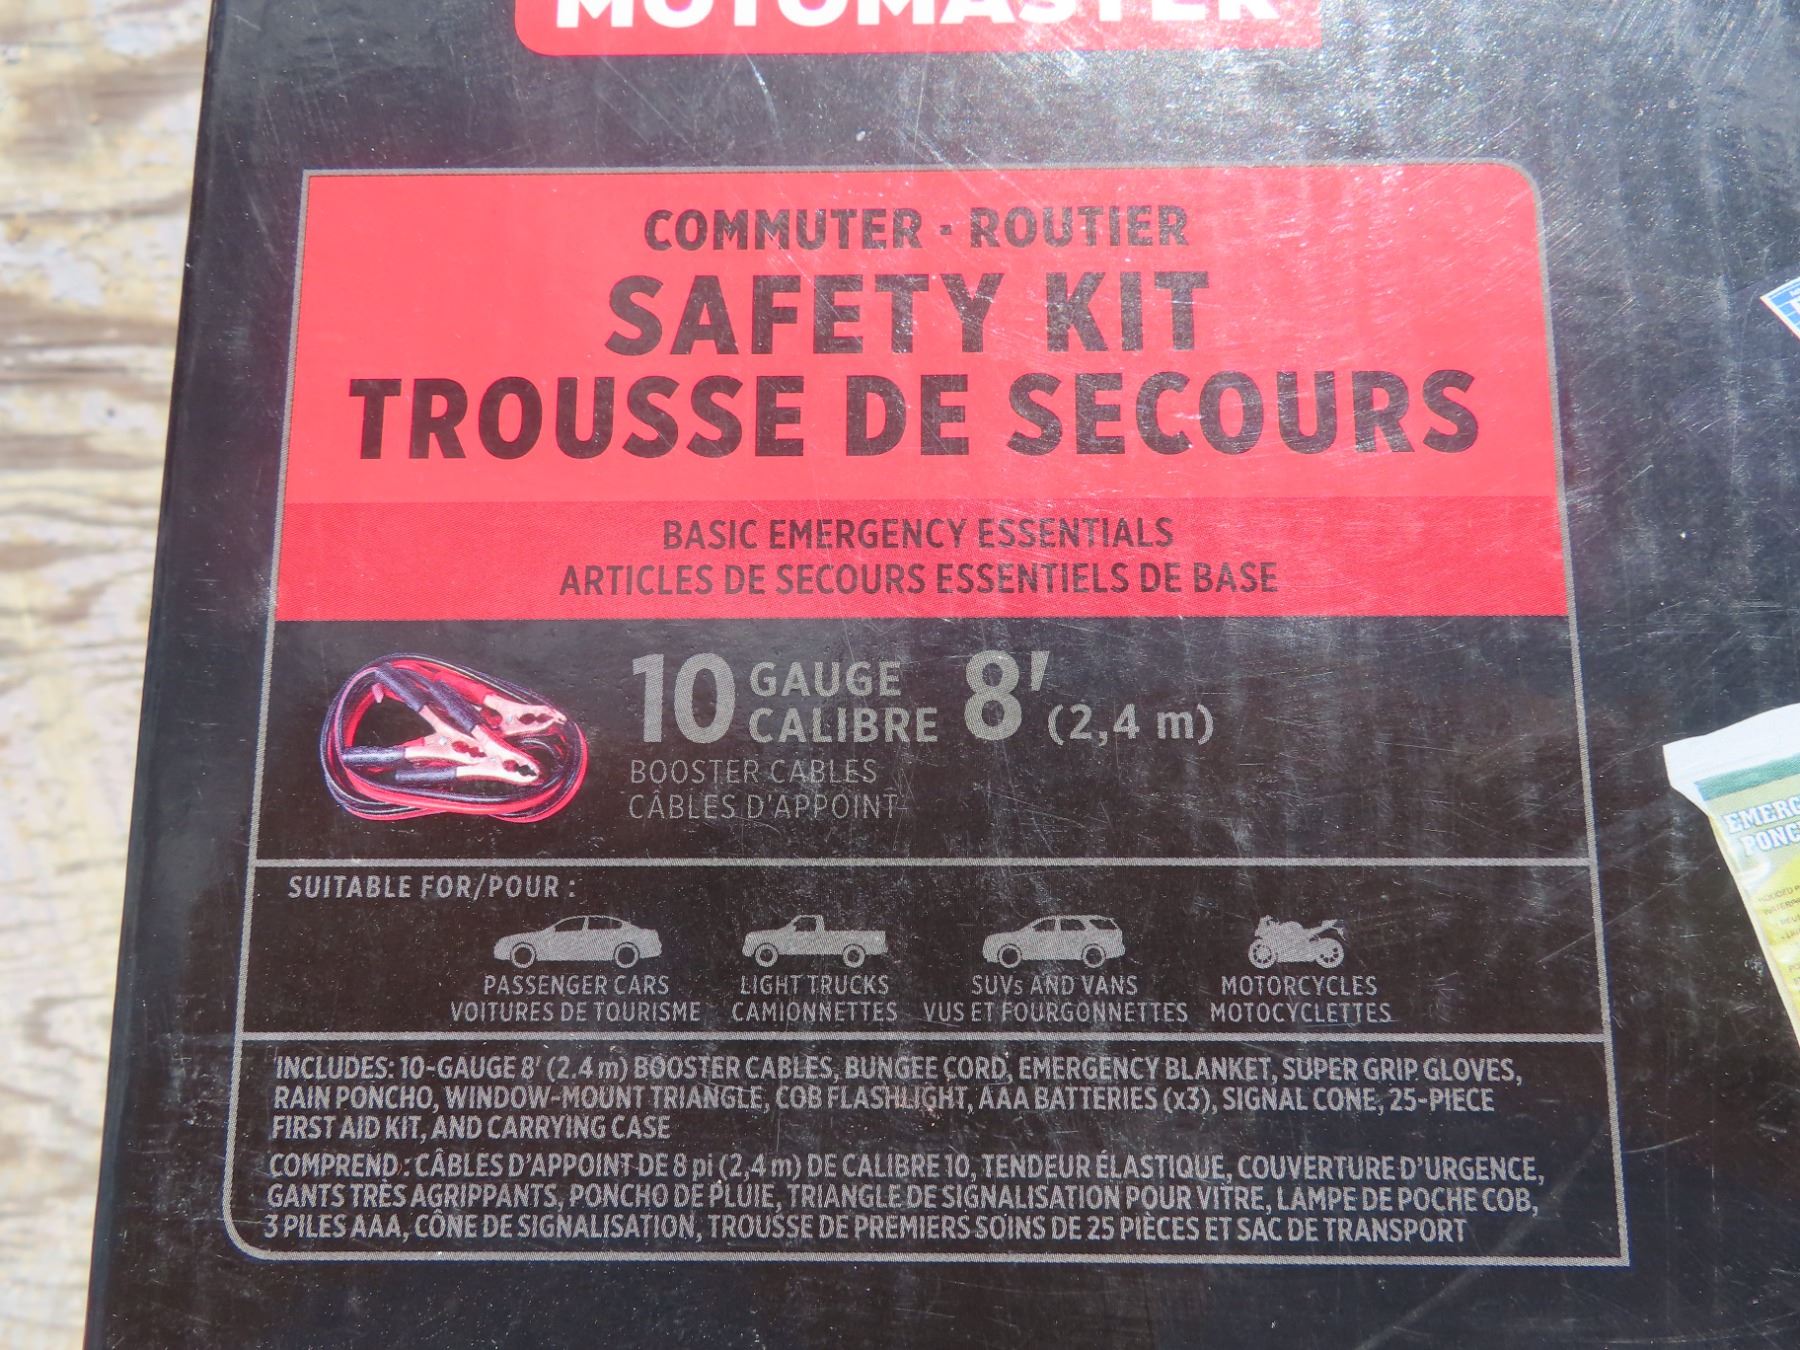 MOTOMASTER
COMMUTER • ROUTIER
SAFETY KIT
TROUSSE DE SECOURS
BASIC EMERGENCY ESSENTIALS
ARTICLES DE SECOURS ESSENTIELS DE BASE
10 GAUGE CALIBRE 8' (2,4 m)
BOOSTER CABLES
CÂBLES D'APPOINT
SUITABLE FOR/POUR :
PASSENGER CARS
VOITURES DE TOURISME
LIGHT TRUCKS
CAMIONNETTES
SUVs AND VANS
VUS ET FOURGONNETTES
MOTORCYCLES
MOTOCYCLETTES
INCLUDES: 10-GAUGE 8' (2.4 m) BOOSTER CABLES, BUNGEE CORD, EMERGENCY BLANKET, SUPER GRIP GLOVES,
RAIN PONCHO, WINDOW-MOUNT TRIANGLE, COB FLASHLIGHT, AAA BATTERIES (x3), SIGNAL CONE, 25-PIECE
FIRST AID KIT, AND CARRYING CASE
COMPREND : CÂBLES D'APPOINT DE 8 pi (2,4 m) DE CALIBRE 10, TENDEUR ÉLASTIQUE, COUVERTURE D'URGENCE,
GANTS TRÈS AGRIPPANTS, PONCHO DE PLUIE, TRIANGLE DE SIGNALISATION POUR VITRE, LAMPE DE POCHE COB,
3 PILES AAA, CÔNE DE SIGNALISATION, TROUSSE DE PREMIERS SOINS DE 25 PIÈCES ET SAC DE TRANSPORT